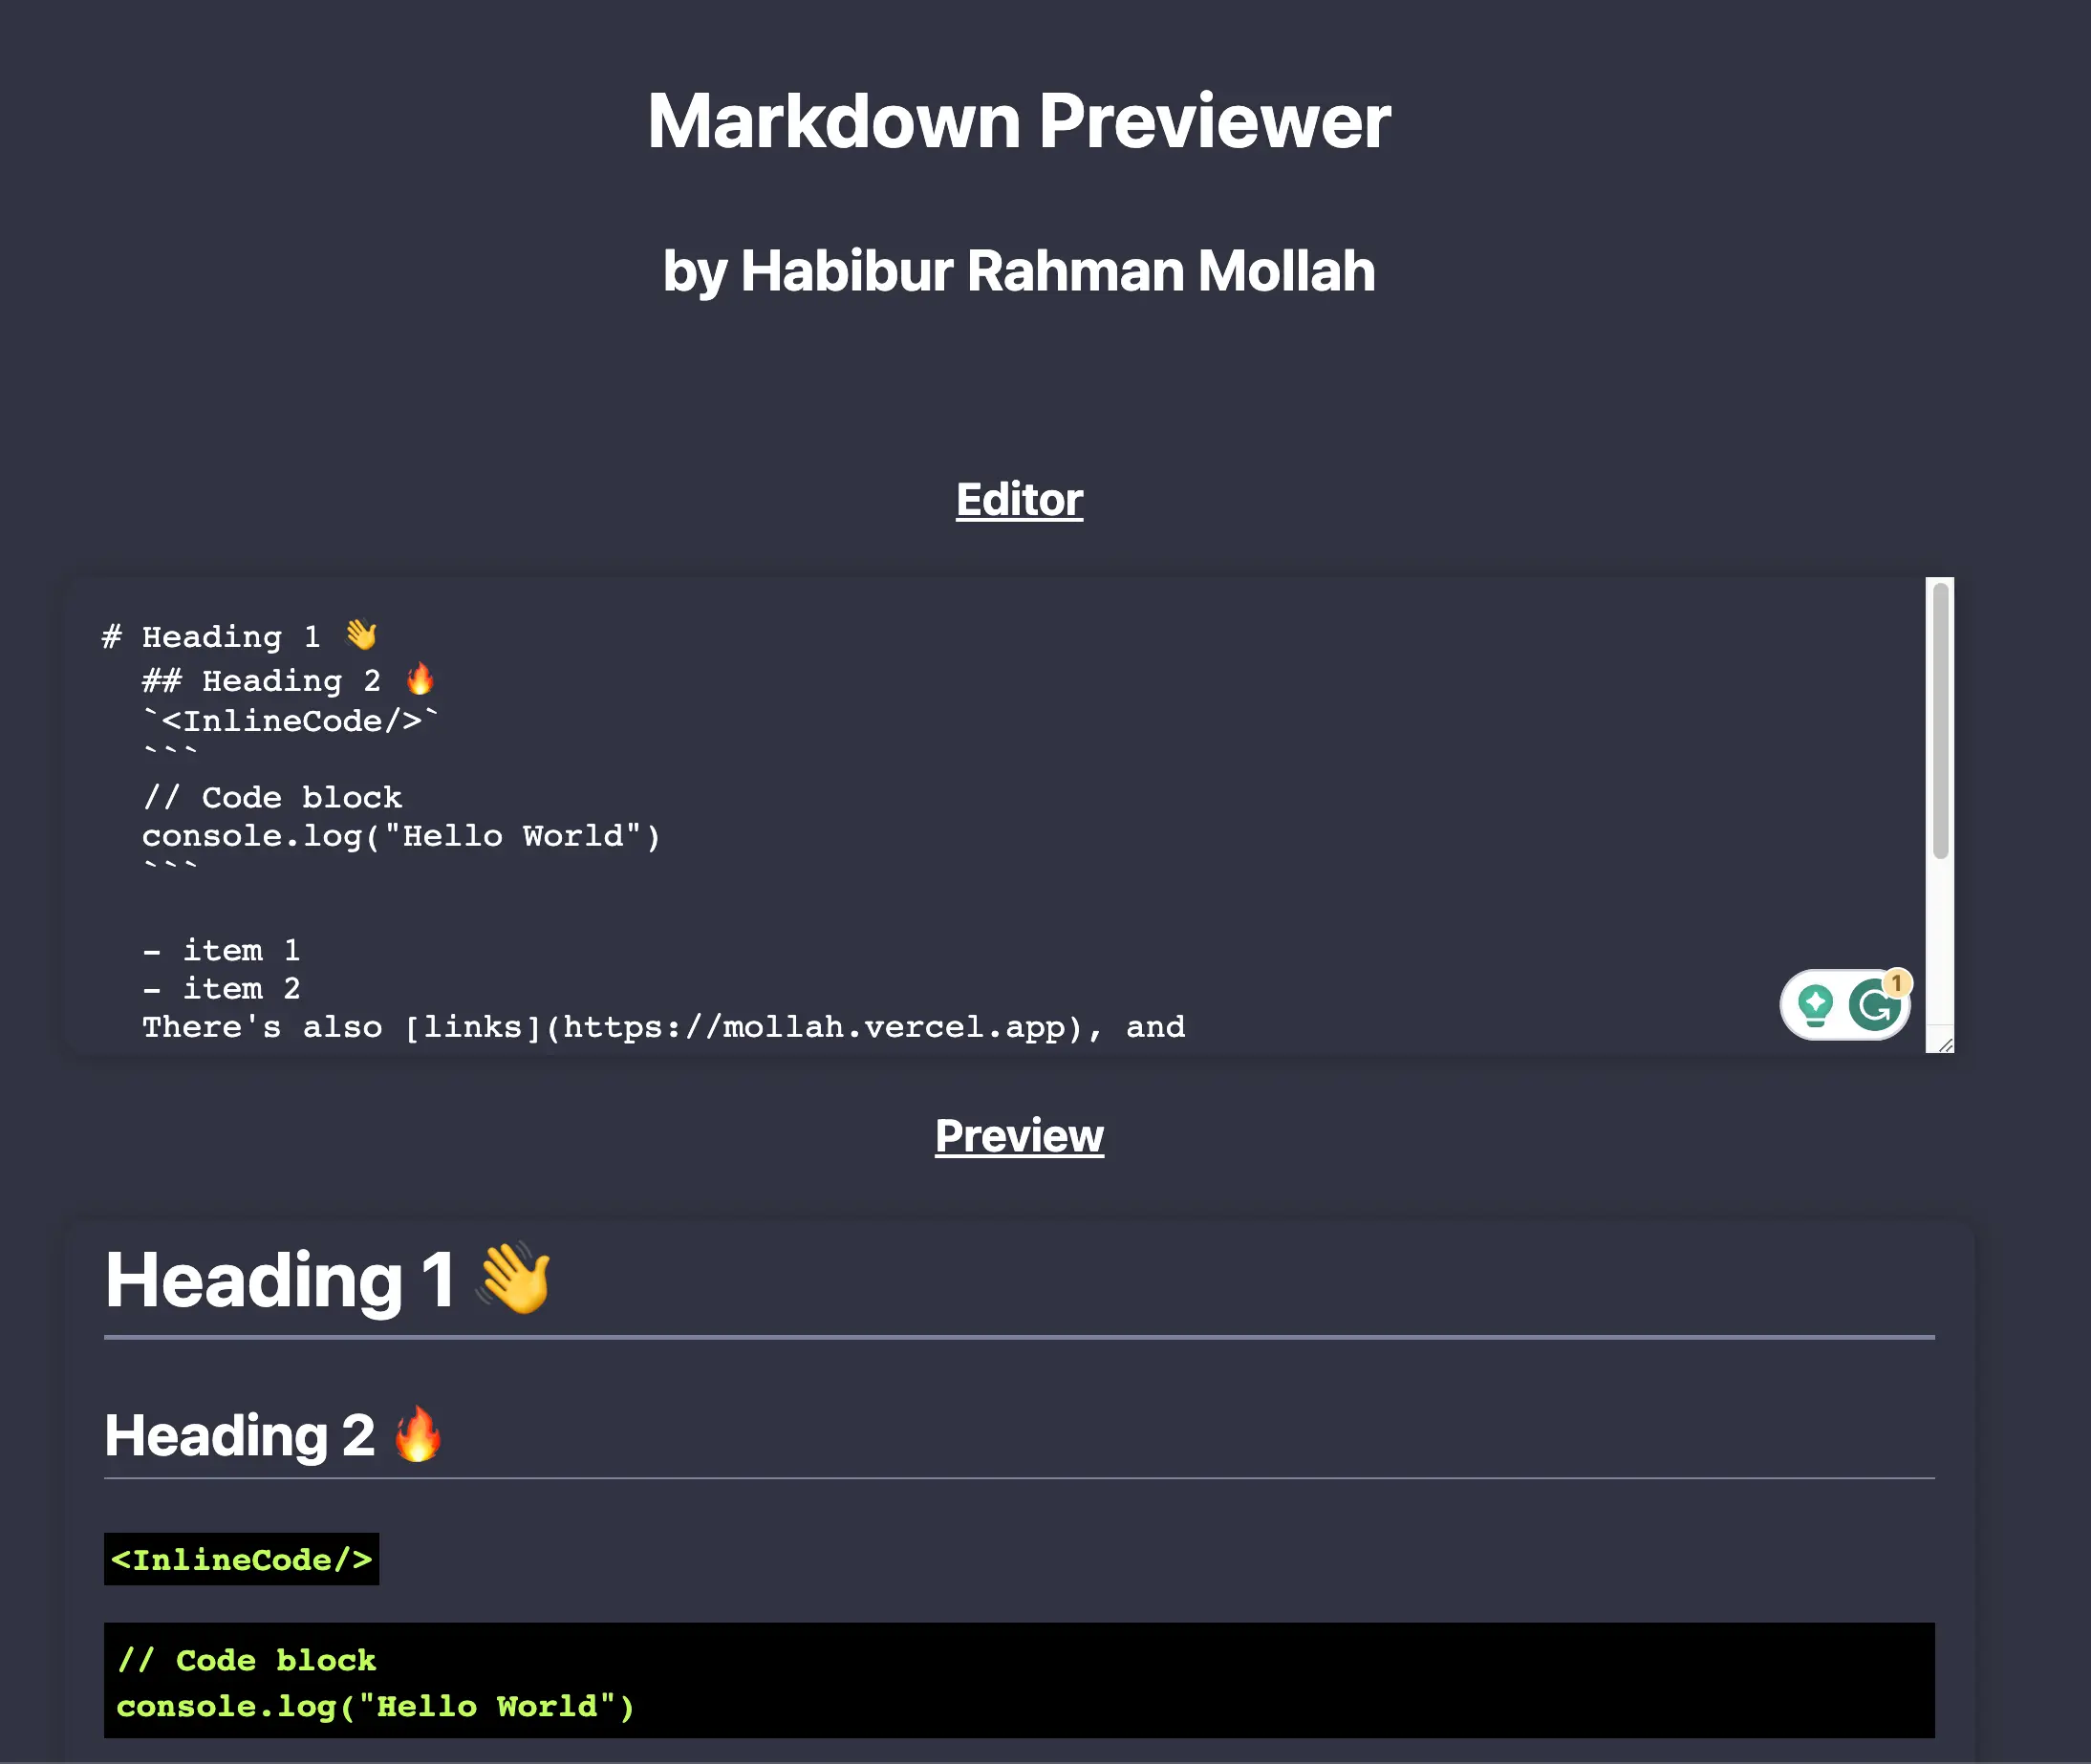 Markdown Previewer
by Habibur Rahman Mollah
Editor
# Heading 1 👋
## Heading 2 🔥
`<InlineCode/>`
```
// Code block
console.log("Hello World")
```
- item 1
- item 2
There's also [links](https://mollah.vercel.app), and
1
Preview
Heading 1 👋
Heading 2 🔥
<InlineCode/>
// Code block
console.log("Hello World")